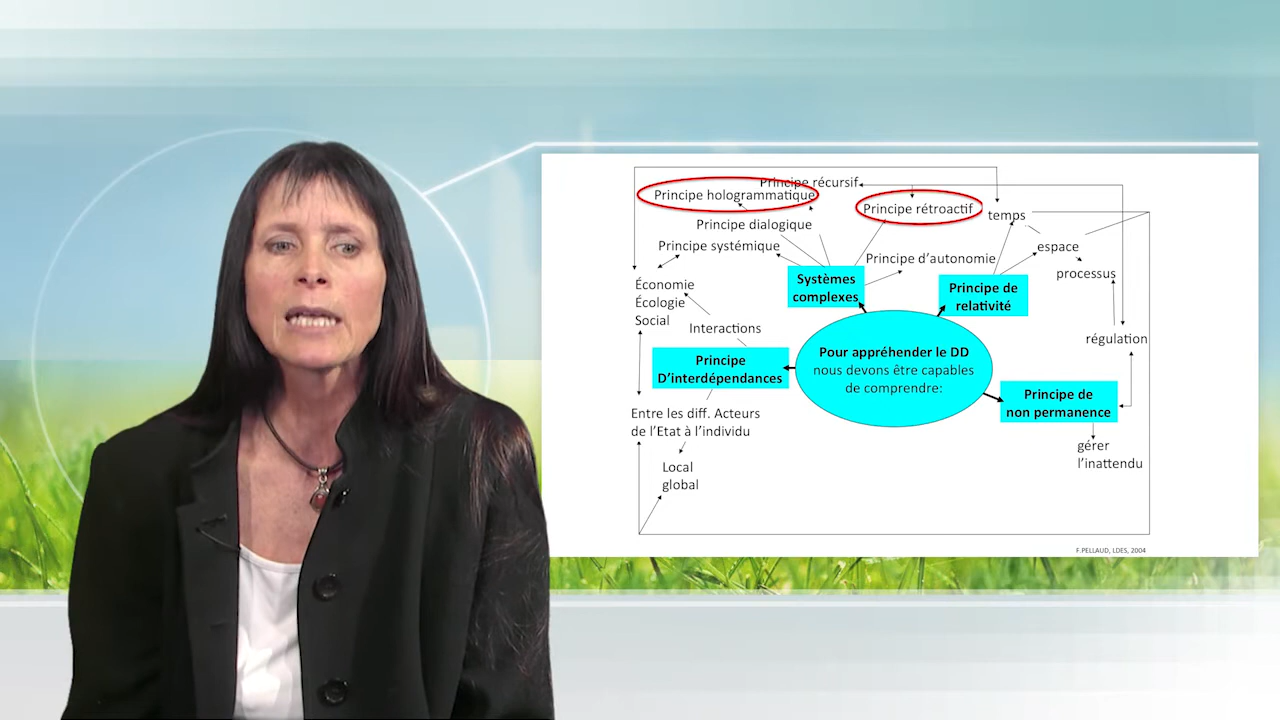 Principe récursif
Principe hologrammatique
Principe rétroactif
temps
Principe dialogique
Principe systémique
espace
Principe d’autonomie
processus
Systèmes
complexes
Principe de
relativité
Économie
Écologie
Social
Interactions
régulation
Principe
D’interdépendances
Pour appréhender le DD
nous devons être capables
de comprendre:
Principe de
non permanence
Entre les diff. Acteurs
de l’Etat à l’individu
gérer
l’inattendu
Local
global
F.PELLAUD, LDES, 2004